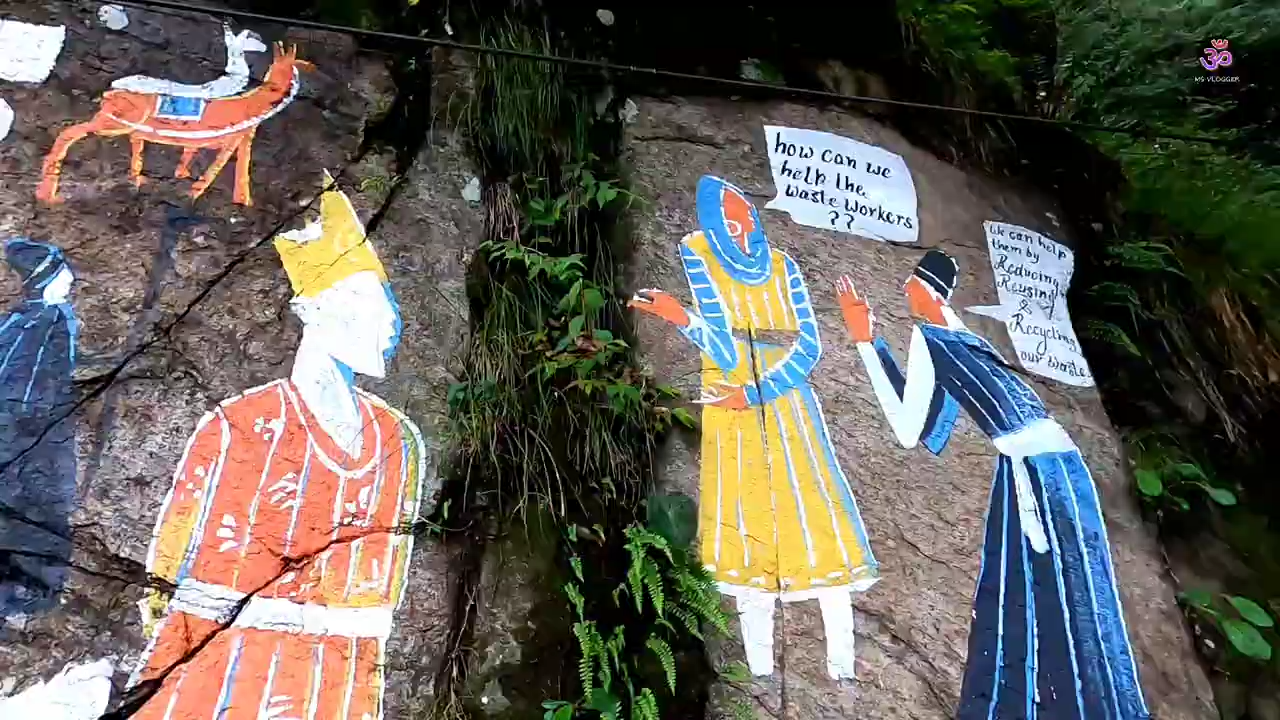 how can we
help the
waste workers
??
we can help
them by
Reducing,
Reusing
&
Recycling
our waste.
ॐ
MS VLOGGER